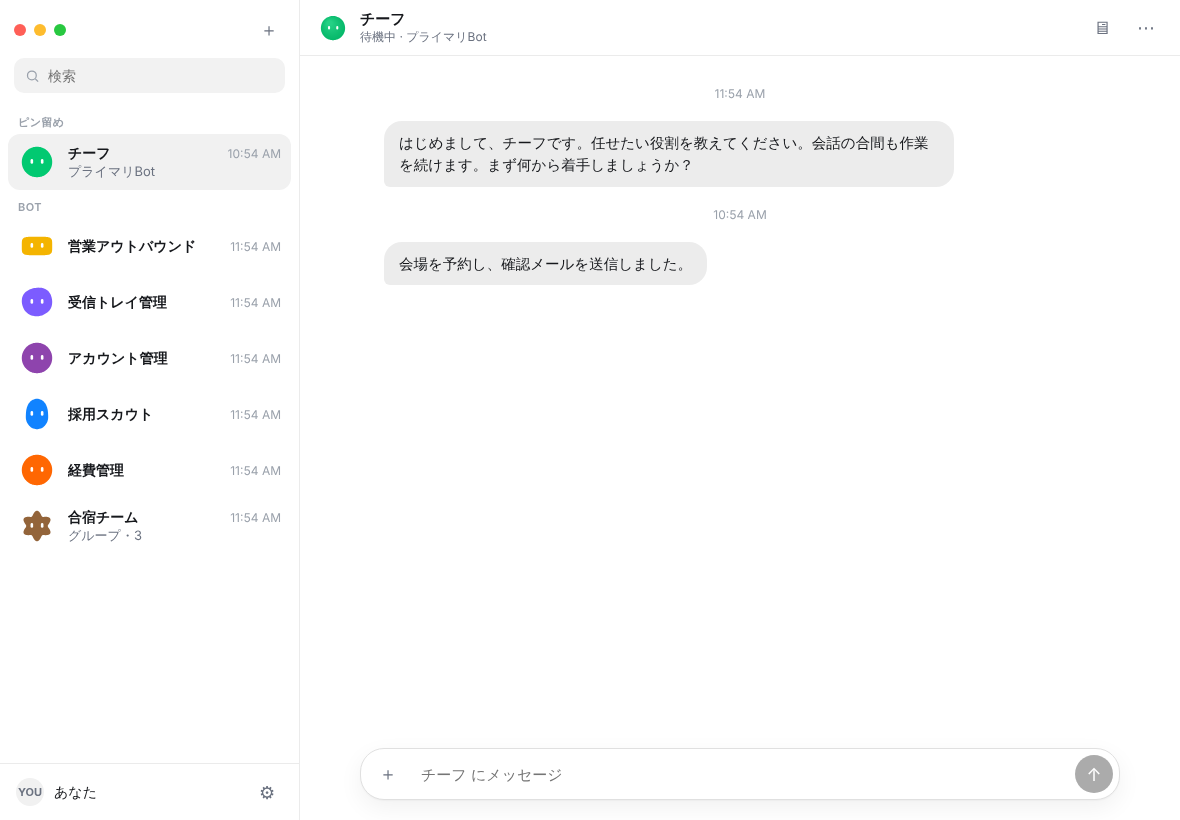 検索
ピン留め
チーフ 10:54 AM
プライマリBot
BOT
営業アウトバウンド 11:54 AM
受信トレイ管理 11:54 AM
アカウント管理 11:54 AM
採用スカウト 11:54 AM
経費管理 11:54 AM
合宿チーム 11:54 AM
グループ・3
YOU あなた
チーフ
待機中 · プライマリBot
11:54 AM
はじめまして、チーフです。任せたい役割を教えてください。会話の合間も作業
を続けます。まず何から着手しましょうか？
10:54 AM
会場を予約し、確認メールを送信しました。
チーフ にメッセージ